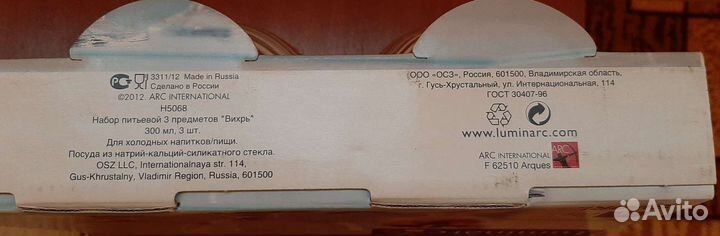 3311/12 Made in Russia
Сделано в России
©2012. ARC INTERNATIONAL
H5068
Набор питьевой 3 предметов "Вихрь"
300 мл, 3 шт.
Для холодных напитков/пищи.
Посуда из натрий-кальций-силикатного стекла.
OSZ LLC, Internationalnaya str. 114,
Gus-Khrustalny, Vladimir Region, Russia, 601500
ООО «ОСЗ», Россия, 601500, Владимирская область,
г. Гусь-Хрустальный, ул. Интернациональная, 114
ГОСТ 30407-96
www.luminarc.com
ARC INTERNATIONAL
F 62510 Arques
ARC
Avito